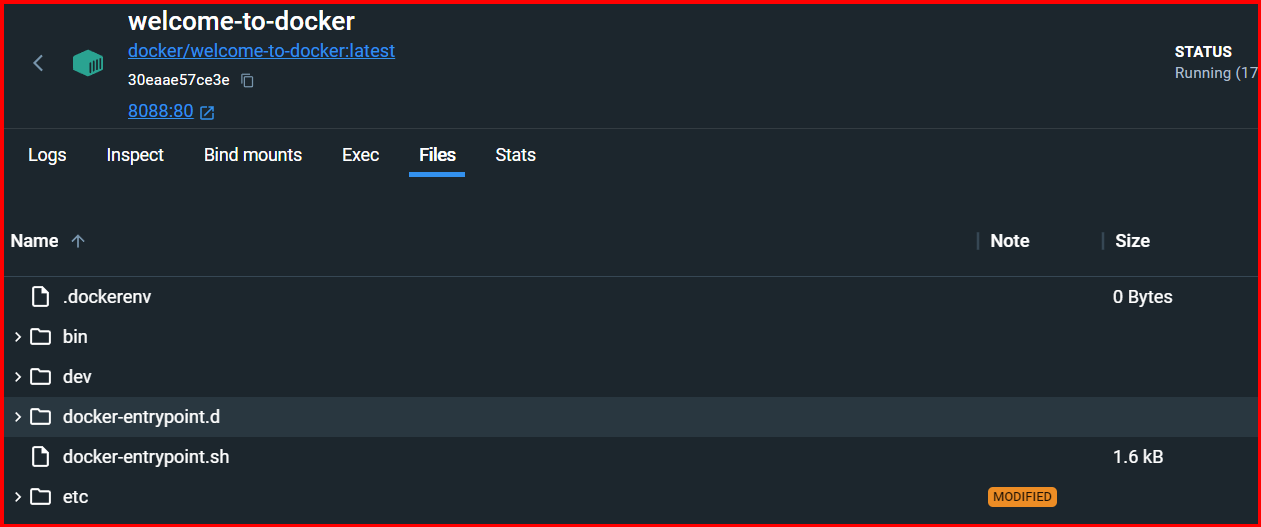 welcome-to-docker
docker/welcome-to-docker:latest
STATUS
30eaae57ce3e
Running (17
8088:80
Logs Inspect Bind mounts Exec Files Stats
Name Note Size
.dockerenv 0 Bytes
bin
dev
docker-entrypoint.d
docker-entrypoint.sh 1.6 kB
etc MODIFIED